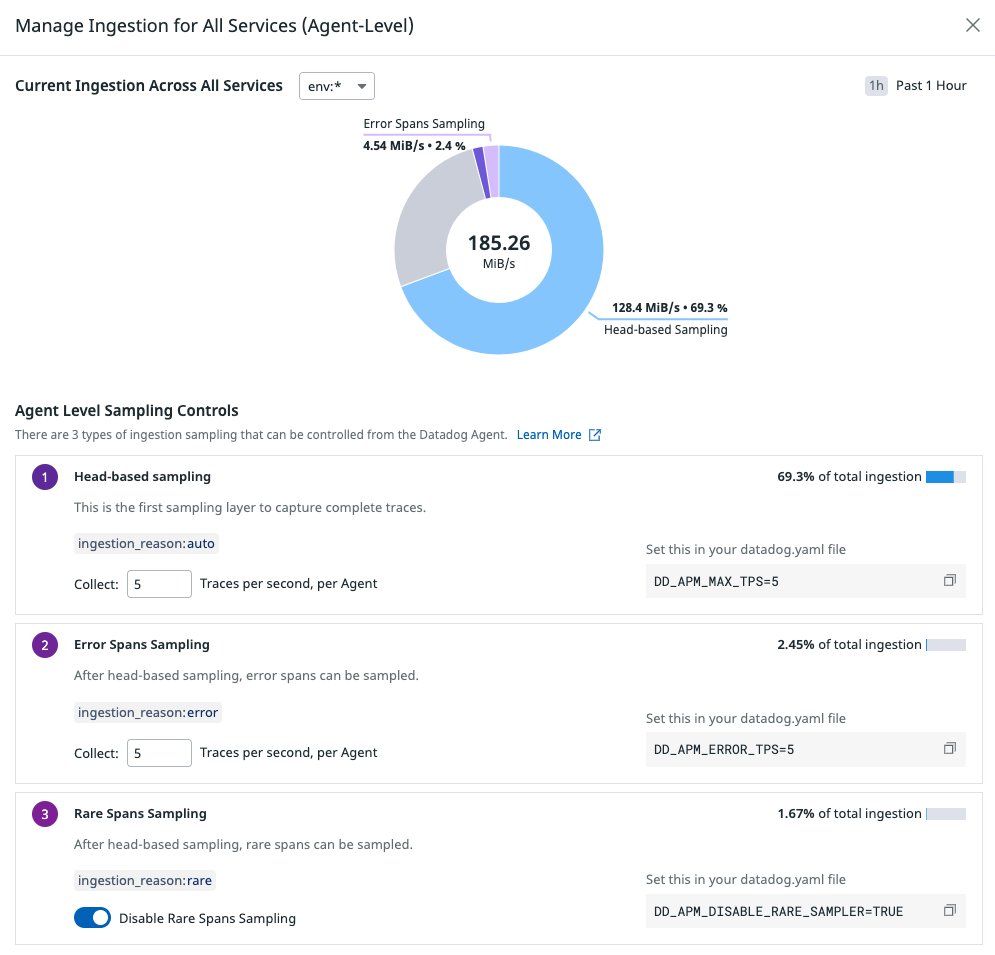 Manage Ingestion for All Services (Agent-Level)
Current Ingestion Across All Services
env:*
1h Past 1 Hour
Error Spans Sampling
4.54 MiB/s • 2.4 %
185.26
MiB/s
128.4 MiB/s • 69.3 %
Head-based Sampling
Agent Level Sampling Controls
There are 3 types of ingestion sampling that can be controlled from the Datadog Agent. Learn More
1 Head-based sampling
69.3% of total ingestion
This is the first sampling layer to capture complete traces.
ingestion_reason:auto
Set this in your datadog.yaml file
Collect: 5 Traces per second, per Agent
DD_APM_MAX_TPS=5
2 Error Spans Sampling
2.45% of total ingestion
After head-based sampling, error spans can be sampled.
ingestion_reason:error
Set this in your datadog.yaml file
Collect: 5 Traces per second, per Agent
DD_APM_ERROR_TPS=5
3 Rare Spans Sampling
1.67% of total ingestion
After head-based sampling, rare spans can be sampled.
ingestion_reason:rare
Set this in your datadog.yaml file
Disable Rare Spans Sampling
DD_APM_DISABLE_RARE_SAMPLER=TRUE